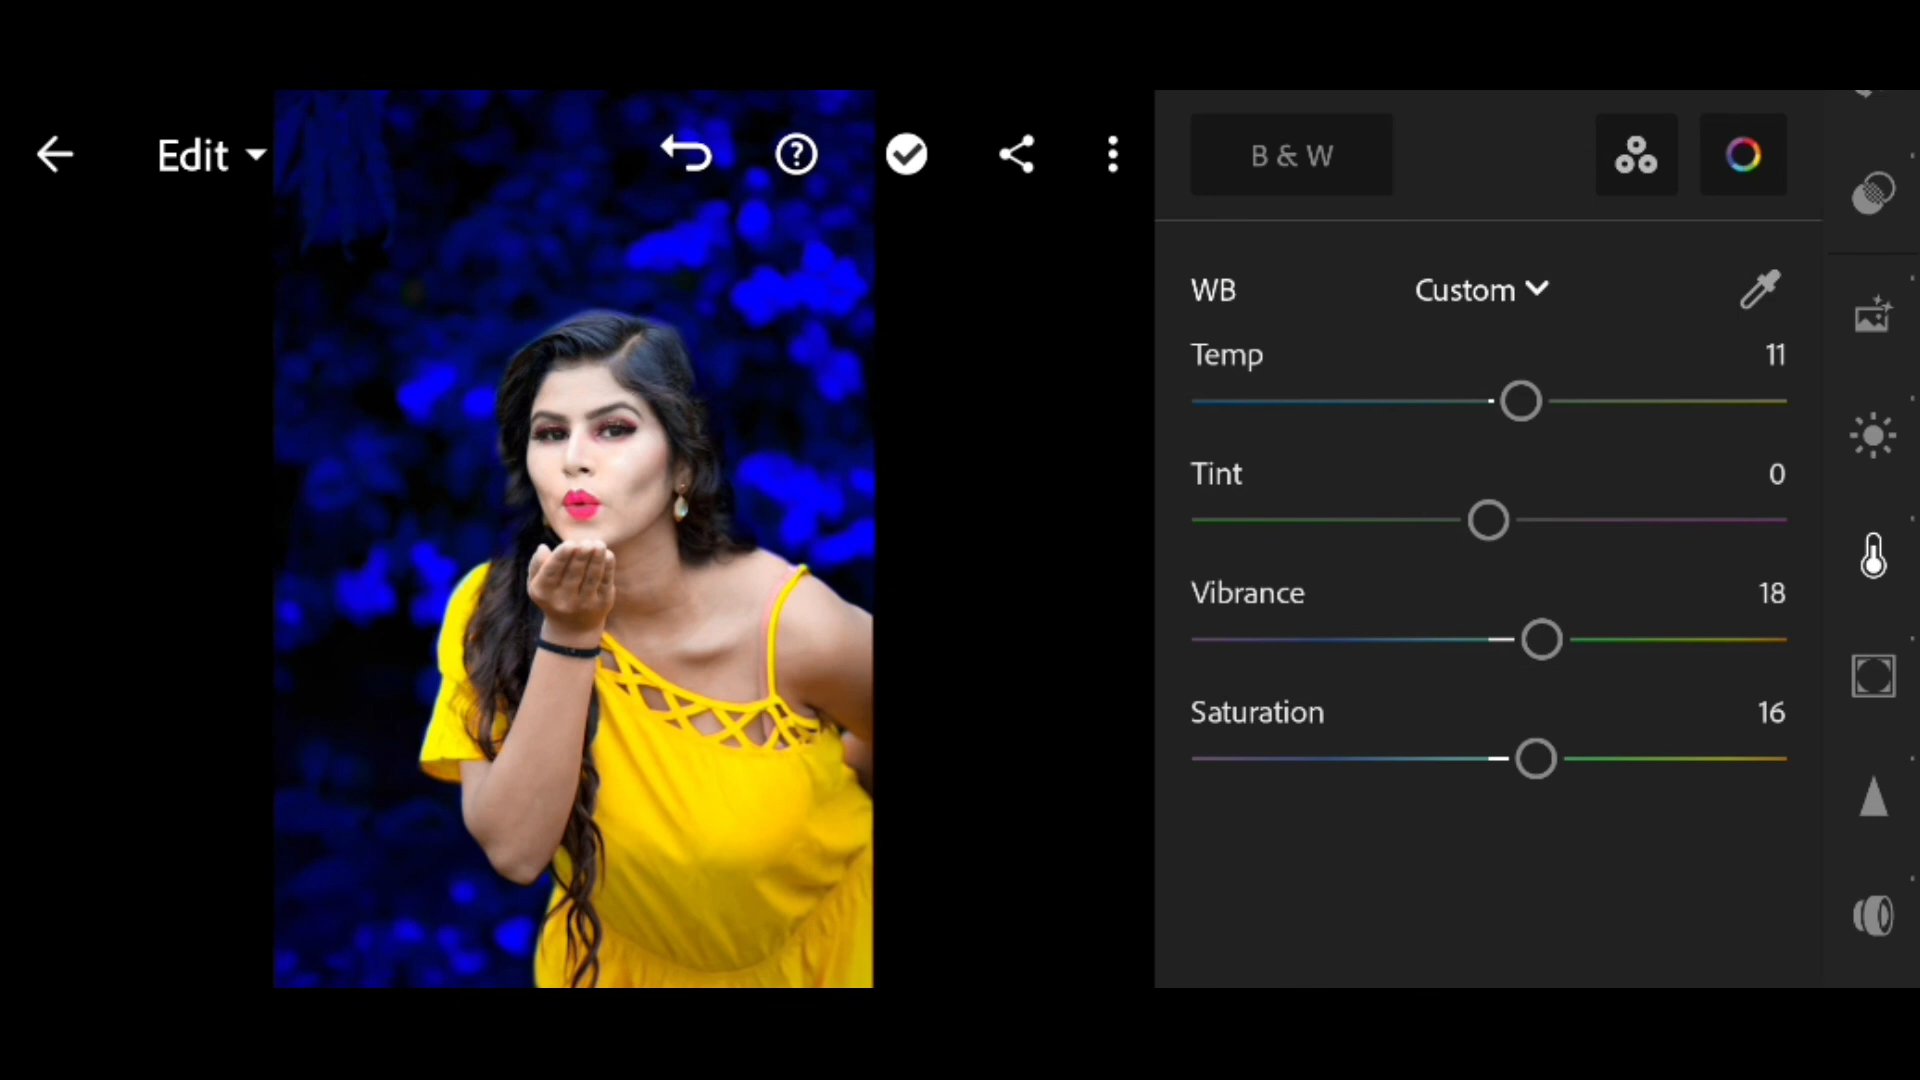 Edit
B & W
WB Custom
Temp 11
Tint 0
Vibrance 18
Saturation 16